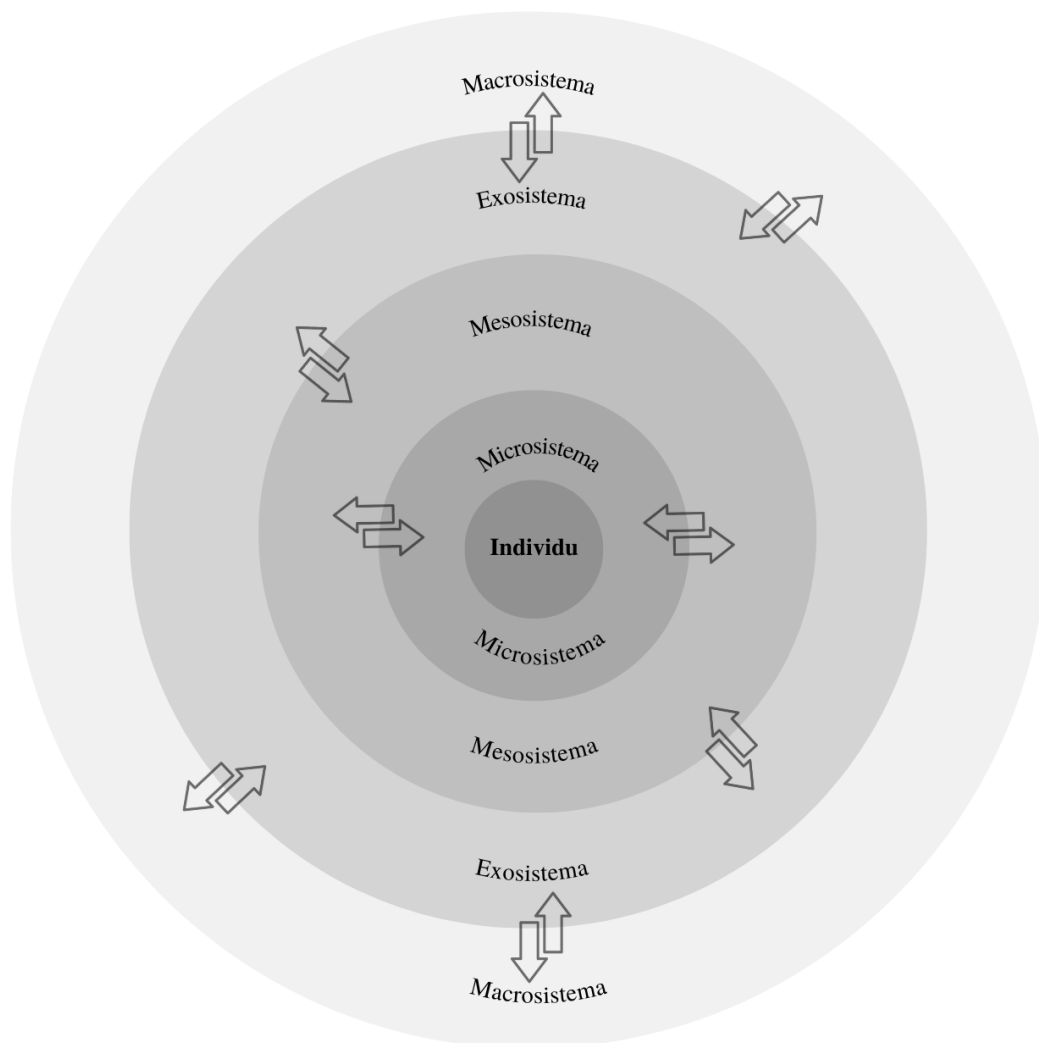 Macrosistema
Exosistema
Mesosistema
Microsistema
Individu
Microsistema
Mesosistema
Exosistema
Macrosistema